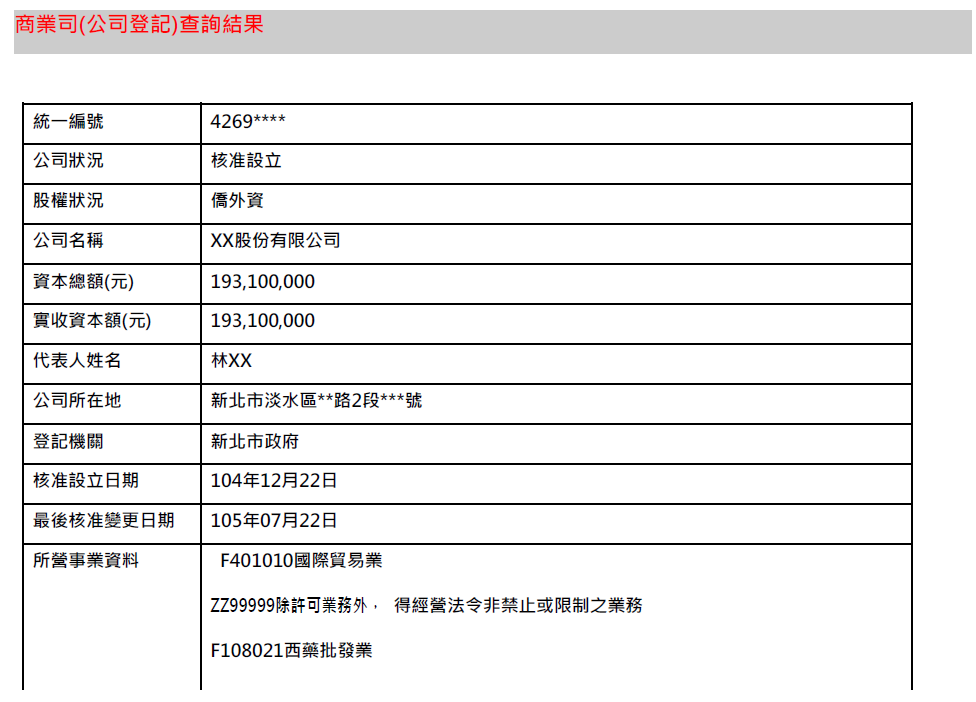 商業司(公司登記)查詢結果
統一編號 4269****
公司狀況 核准設立
股權狀況 僑外資
公司名稱 XX股份有限公司
資本總額(元) 193,100,000
實收資本額(元) 193,100,000
代表人姓名 林XX
公司所在地 新北市淡水區**路2段***號
登記機關 新北市政府
核准設立日期 104年12月22日
最後核准變更日期 105年07月22日
所營事業資料 F401010國際貿易業
ZZ99999除許可業務外， 得經營法令非禁止或限制之業務
F108021西藥批發業